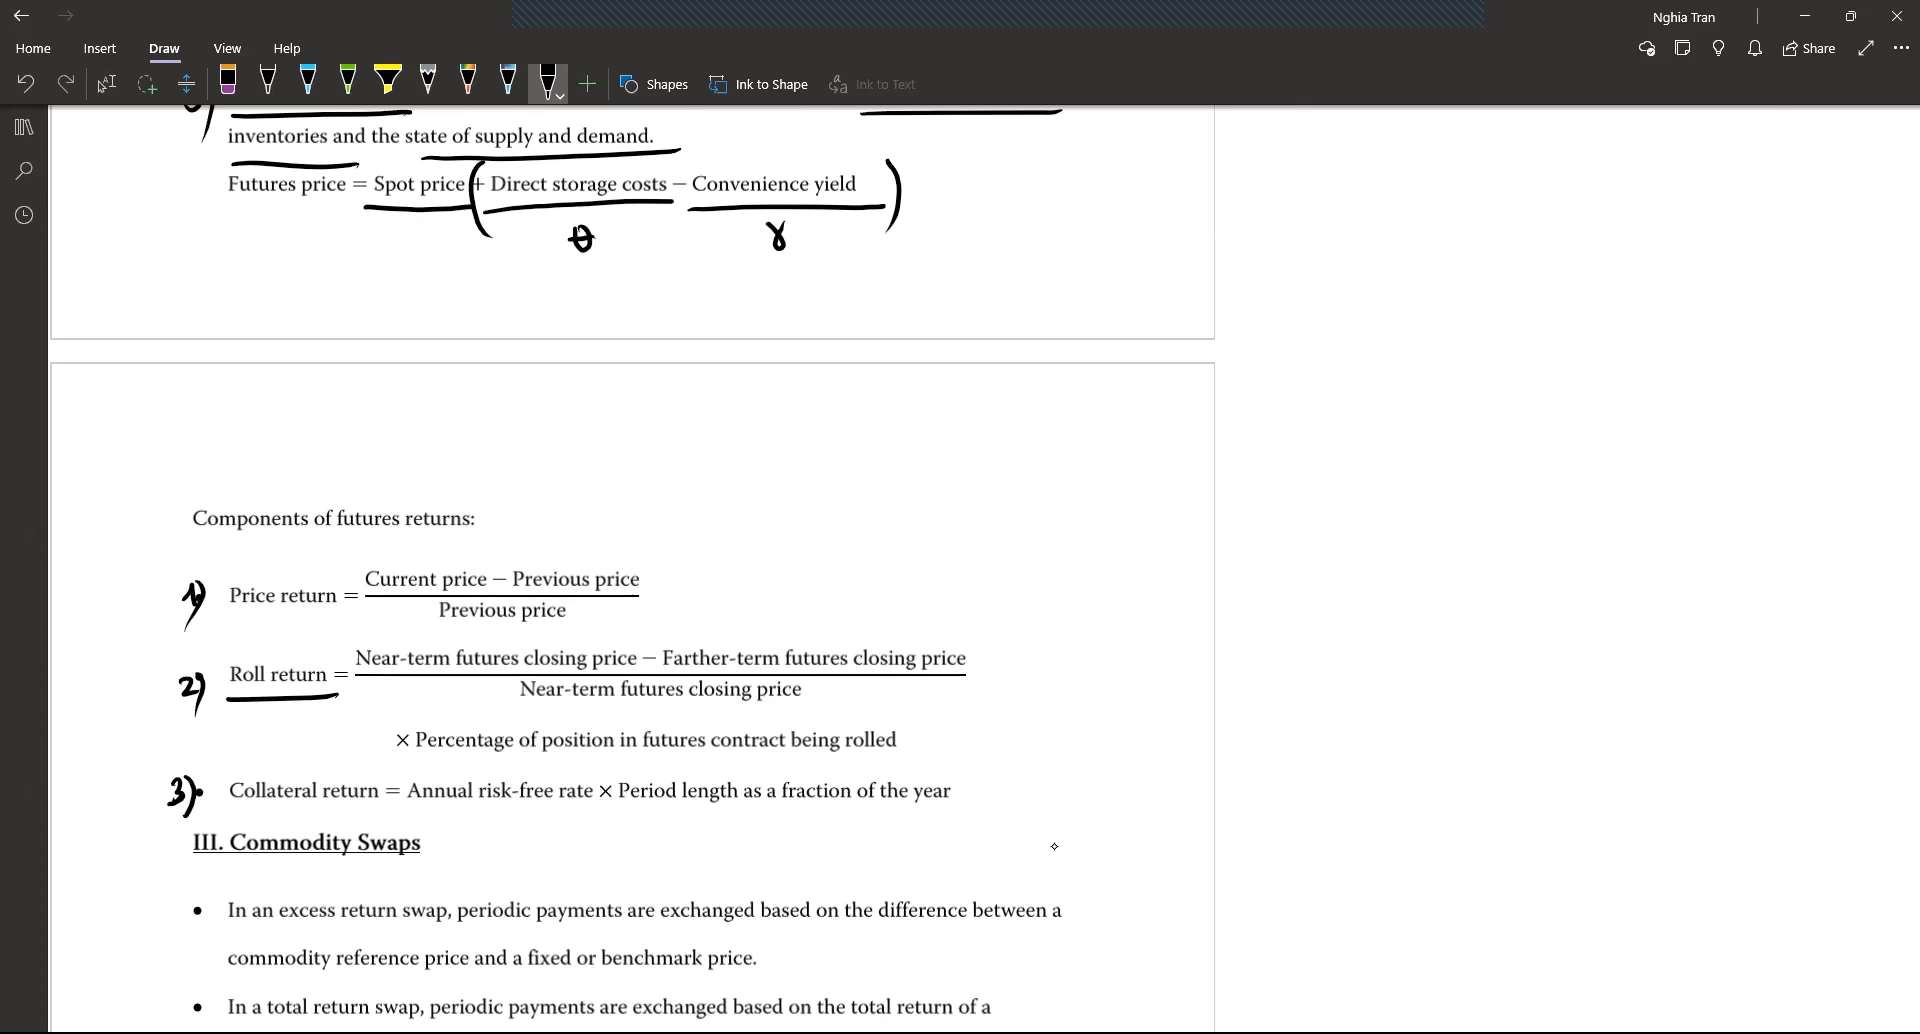 Nghia Tran
Home Insert Draw View Help
Share
Shapes Ink to Shape Ink to Text
inventories and the state of supply and demand.
Futures price = Spot price + Direct storage costs − Convenience yield
θ γ
Components of futures returns:
1) Price return = Current price − Previous price
Previous price
2) Roll return = Near-term futures closing price − Farther-term futures closing price
Near-term futures closing price
× Percentage of position in futures contract being rolled
3) • Collateral return = Annual risk-free rate × Period length as a fraction of the year
III. Commodity Swaps
• In an excess return swap, periodic payments are exchanged based on the difference between a
commodity reference price and a fixed or benchmark price.
• In a total return swap, periodic payments are exchanged based on the total return of a